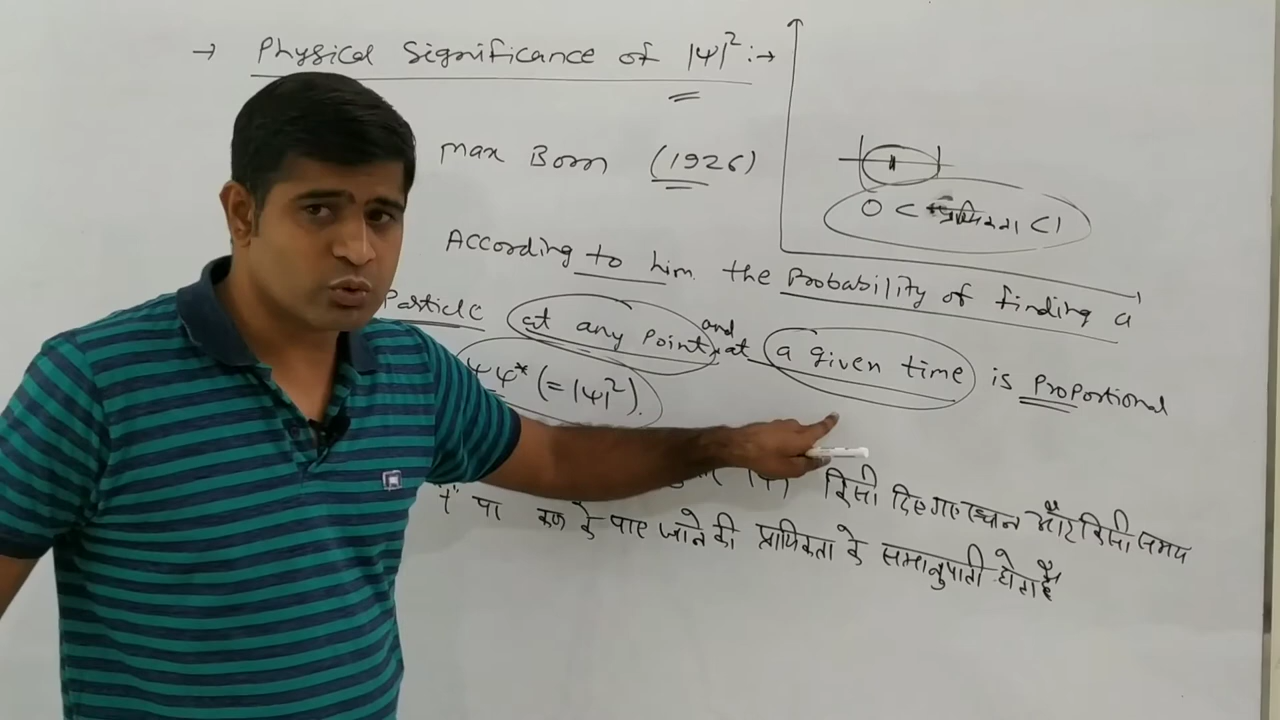 → Physical Significance of |ψ|² :→
Max Born (1926)
0 < प्रायिकता < 1
According to him the Probability of finding a
Particle at any Point and at a given time is Proportional
ψψ* (= |ψ|²).
किसी दिए गए स्थान और किसी समय
"t" पर कण के पाए जाने की प्रायिकता के समानुपाती होता है